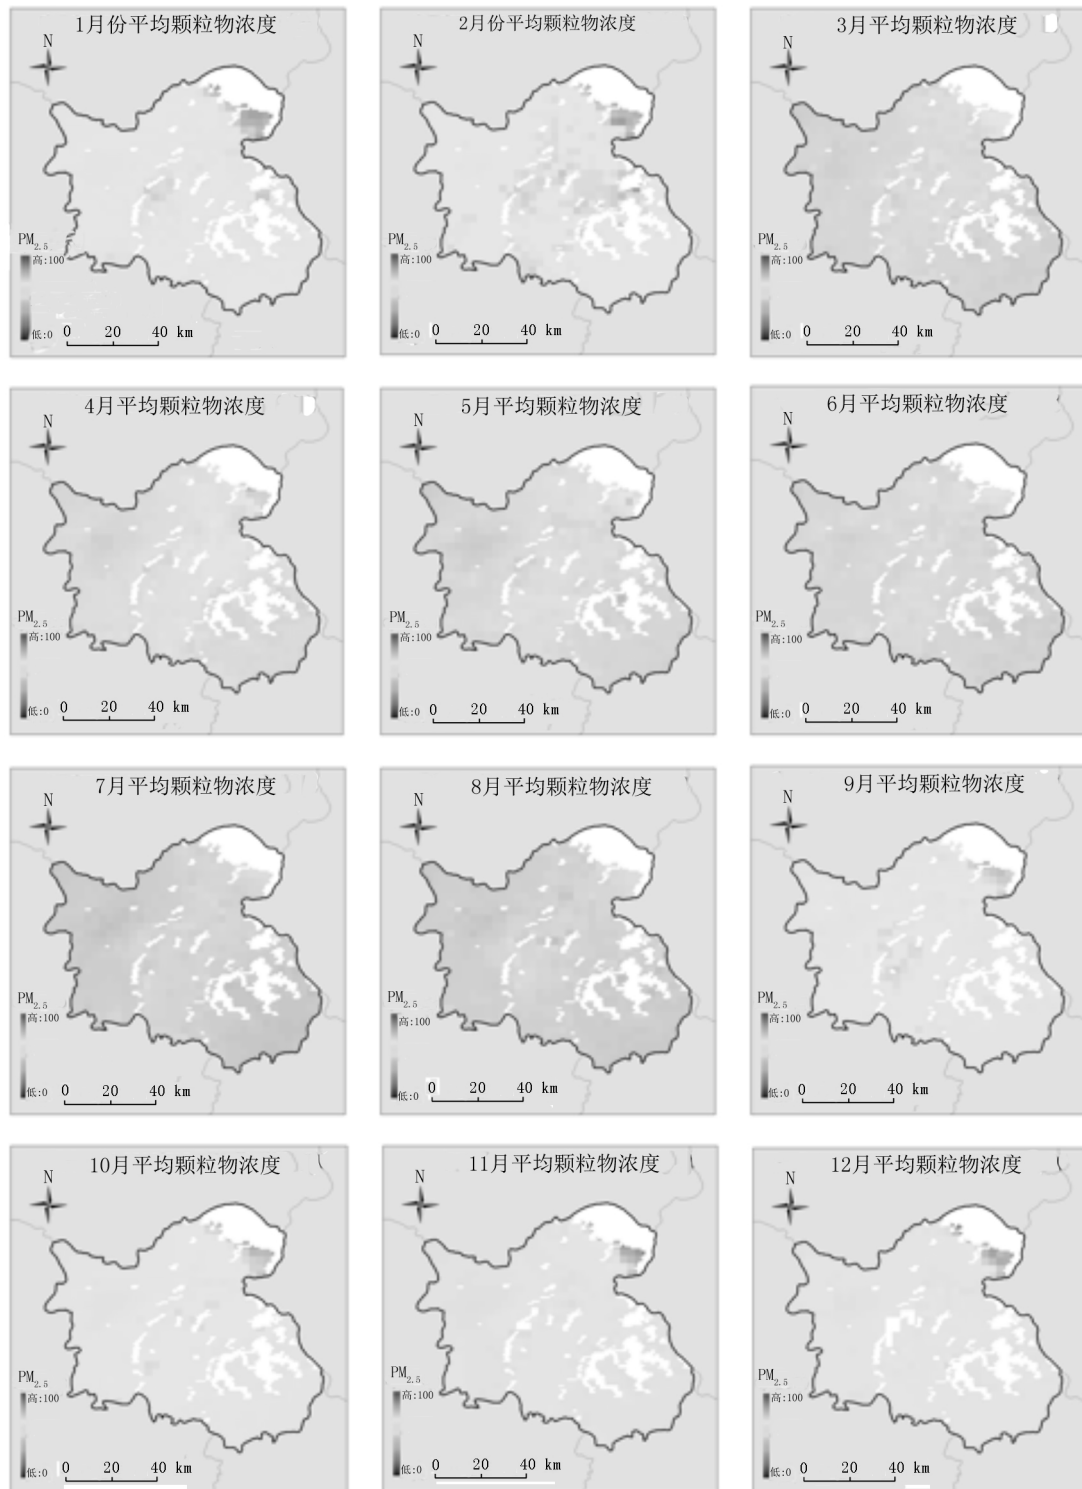 1月份平均颗粒物浓度
N
PM2.5
高:100
低:0
0 20 40 km
2月份平均颗粒物浓度
N
PM2.5
高:100
低:0
0 20 40 km
3月平均颗粒物浓度
N
PM2.5
高:100
低:0
0 20 40 km
4月平均颗粒物浓度
N
PM2.5
高:100
低:0
0 20 40 km
5月平均颗粒物浓度
N
PM2.5
高:100
低:0
0 20 40 km
6月平均颗粒物浓度
N
PM2.5
高:100
低:0
0 20 40 km
7月平均颗粒物浓度
N
PM2.5
高:100
低:0
0 20 40 km
8月平均颗粒物浓度
N
PM2.5
高:100
低:0
0 20 40 km
9月平均颗粒物浓度
N
PM2.5
高:100
低:0
0 20 40 km
10月平均颗粒物浓度
N
PM2.5
高:100
低:0
0 20 40 km
11月平均颗粒物浓度
N
PM2.5
高:100
低:0
0 20 40 km
12月平均颗粒物浓度
N
PM2.5
高:100
低:0
0 20 40 km